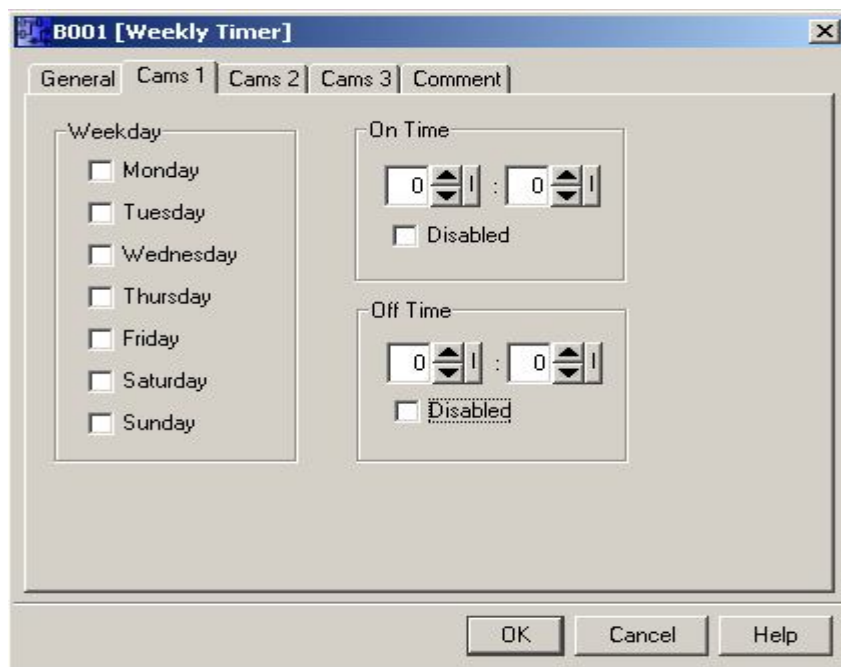 B001 [Weekly Timer]
General Cams 1 Cams 2 Cams 3 Comment
Weekday
Monday
Tuesday
Wednesday
Thursday
Friday
Saturday
Sunday
On Time
0 : 0
Disabled
Off Time
0 : 0
Disabled
OK Cancel Help